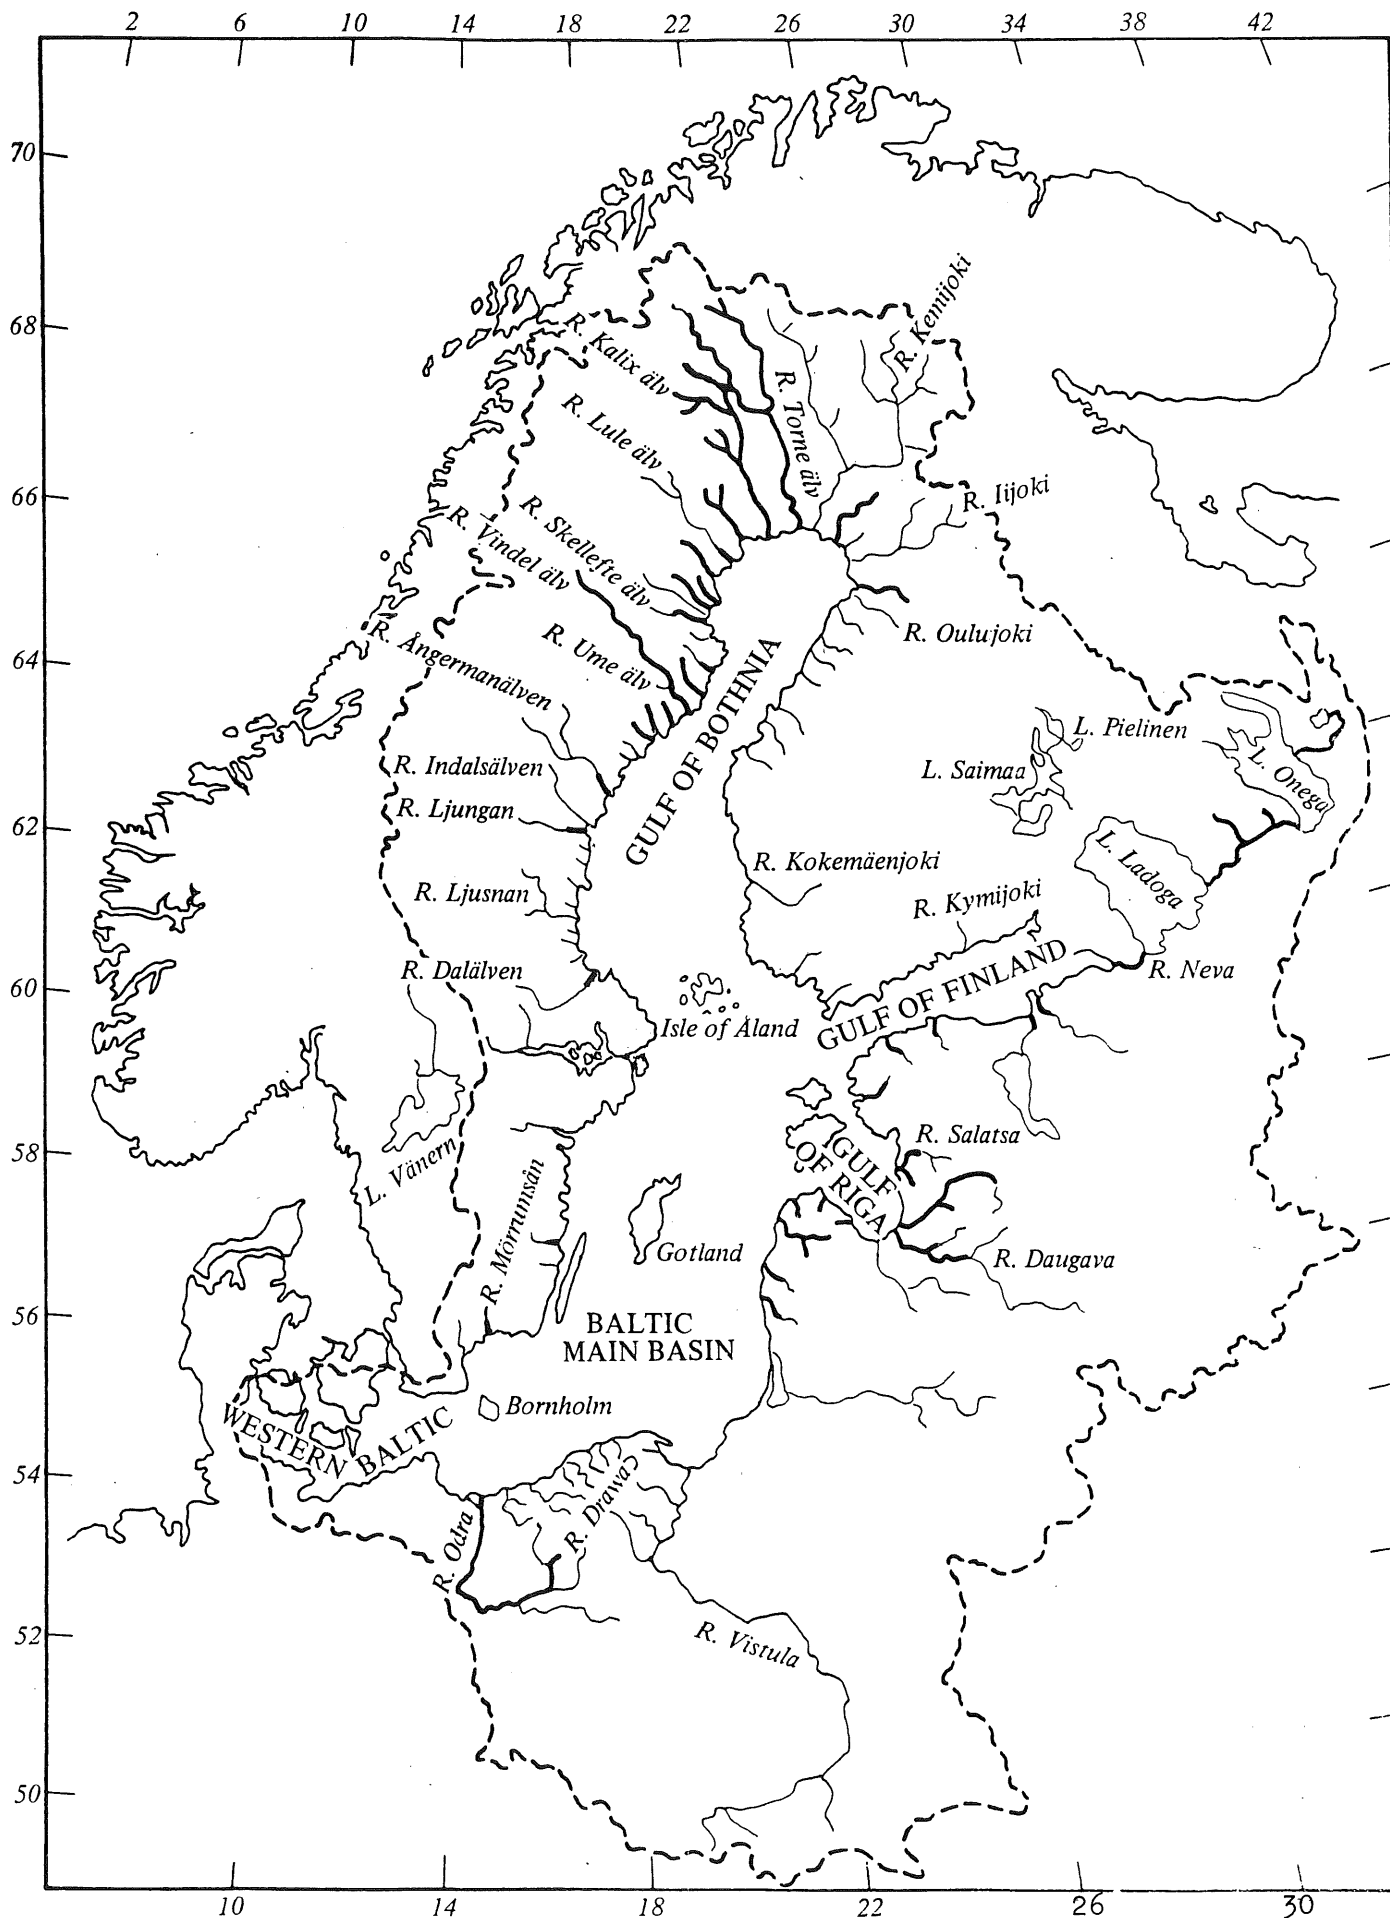 2 6 10 14 18 22 26 30 34 38 42
70
68
66
64
62
60
58
56
54
52
50
R. Kemijoki
R. Kalix älv
R. Torne älv
R. Lule älv
R. Iijoki
R. Skellefte älv
R. Vindel älv
R. Oulujoki
R. Ume älv
R. Ångermanälven
GULF OF BOTHNIA
L. Pielinen
L. Saimaa
L. Onega
R. Indalsälven
R. Ljungan
L. Ladoga
R. Kokemäenjoki
R. Ljusnan
R. Kymijoki
R. Dalälven
R. Neva
GULF OF FINLAND
Isle of Åland
R. Salatsa
GULF
OF RIGA
L. Vänern
R. Mörrumsån
Gotland
R. Daugava
BALTIC
MAIN BASIN
Bornholm
WESTERN BALTIC
R. Drawa
R. Odra
R. Vistula
10 14 18 22 26 30